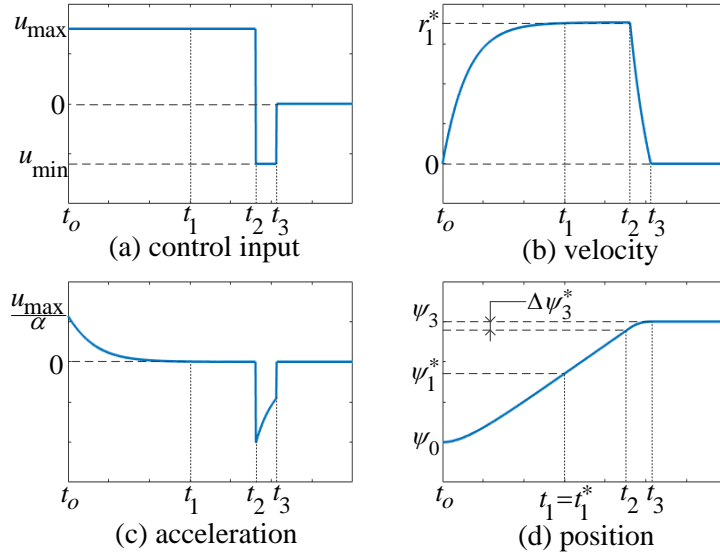 u_max
0
u_min
t_o t_1 t_2 t_3
(a) control input
r_1^*
0
t_o t_1 t_2 t_3
(b) velocity
u_max
α
0
t_o t_1 t_2 t_3
(c) acceleration
Δψ_3^*
ψ_3
ψ_1^*
ψ_0
t_o t_1=t_1^* t_2 t_3
(d) position